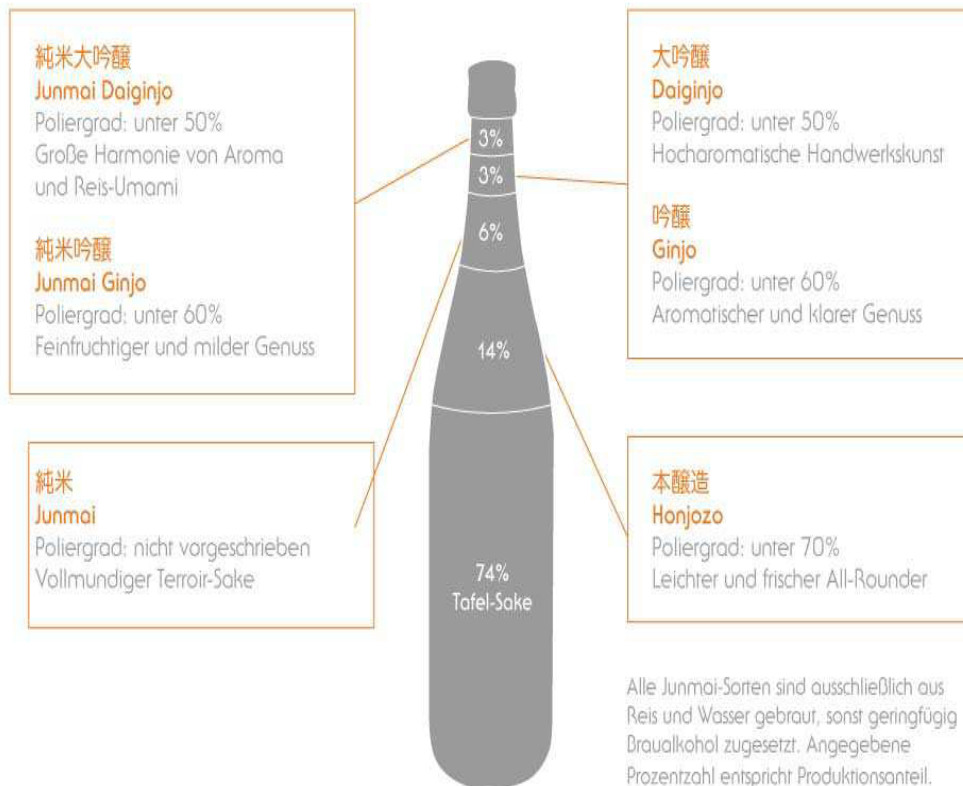 純米大吟醸
Junmai Daiginjo
Poliergrad: unter 50%
Große Harmonie von Aroma
und Reis-Umami
純米吟醸
Junmai Ginjo
Poliergrad: unter 60%
Feinfruchtiger und milder Genuss
純米
Junmai
Poliergrad: nicht vorgeschrieben
Vollmundiger Terroir-Sake
3%
3%
6%
14%
74%
Tafel-Sake
大吟醸
Daiginjo
Poliergrad: unter 50%
Hocharomatische Handwerkskunst
吟醸
Ginjo
Poliergrad: unter 60%
Aromatischer und klarer Genuss
本醸造
Honjozo
Poliergrad: unter 70%
Leichter und frischer All-Rounder
Alle Junmai-Sorten sind ausschließlich aus
Reis und Wasser gebraut, sonst geringfügig
Braualkohol zugesetzt. Angegebene
Prozentzahl entspricht Produktionsanteil.